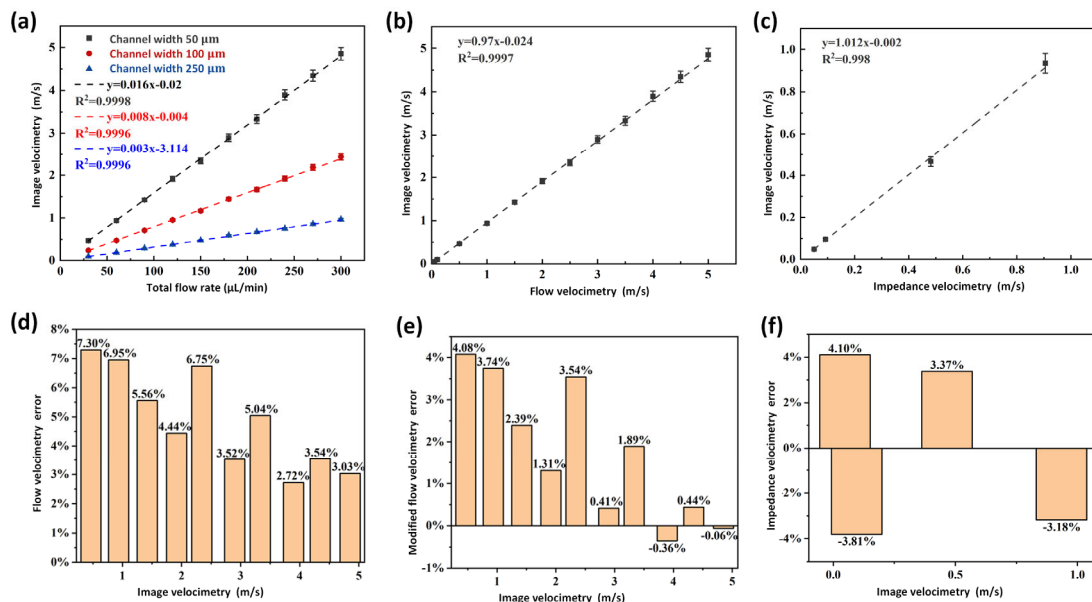 (a)
Channel width 50 μm
Channel width 100 μm
Channel width 250 μm
y=0.016x-0.02
R²=0.9998
y=0.008x-0.004
R²=0.9996
y=0.003x-3.114
R²=0.9996
Image velocimetry (m/s)
5
4
3
2
1
0
0 50 100 150 200 250 300
Total flow rate (μL/min)
(b)
y=0.97x-0.024
R²=0.9997
Image velocimetry (m/s)
5
4
3
2
1
0
0 1 2 3 4 5
Flow velocimetry (m/s)
(c)
y=1.012x-0.002
R²=0.998
Image velocimetry (m/s)
1.0
0.8
0.6
0.4
0.2
0.0
0.0 0.2 0.4 0.6 0.8 1.0
Impedance velocimetry (m/s)
(d)
Flow velocimetry error
8%
7%
6%
5%
4%
3%
2%
1%
0%
7.30%
6.95%
5.56%
4.44%
6.75%
3.52%
5.04%
2.72%
3.54%
3.03%
1 2 3 4 5
Image velocimetry (m/s)
(e)
Modified flow velocimetry error
4%
3%
2%
1%
0%
-1%
4.08%
3.74%
2.39%
1.31%
3.54%
0.41%
1.89%
-0.36%
0.44%
-0.06%
1 2 3 4 5
Image velocimetry (m/s)
(f)
Impedance velocimetry error
4%
2%
0%
-2%
-4%
4.10%
-3.81%
3.37%
-3.18%
0.0 0.5 1.0
Image velocimetry (m/s)